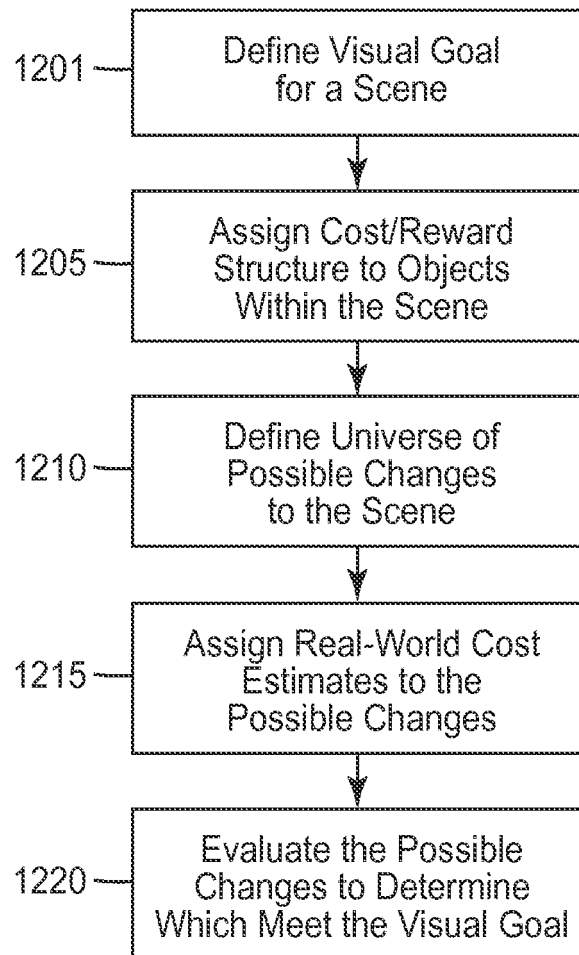 1201
Define Visual Goal
for a Scene
1205
Assign Cost/Reward
Structure to Objects
Within the Scene
1210
Define Universe of
Possible Changes
to the Scene
1215
Assign Real-World Cost
Estimates to the
Possible Changes
1220
Evaluate the Possible
Changes to Determine
Which Meet the Visual Goal